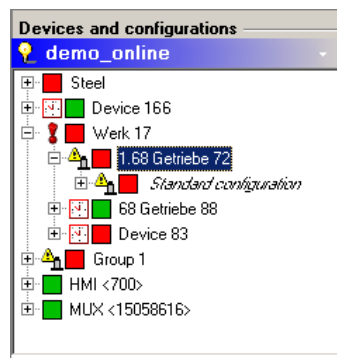 Devices and configurations
demo_online
Steel
Device 166
Werk 17
1.68 Getriebe 72
Standard configuration
68 Getriebe 88
Device 83
Group 1
HMI <700>
MUX <15058616>